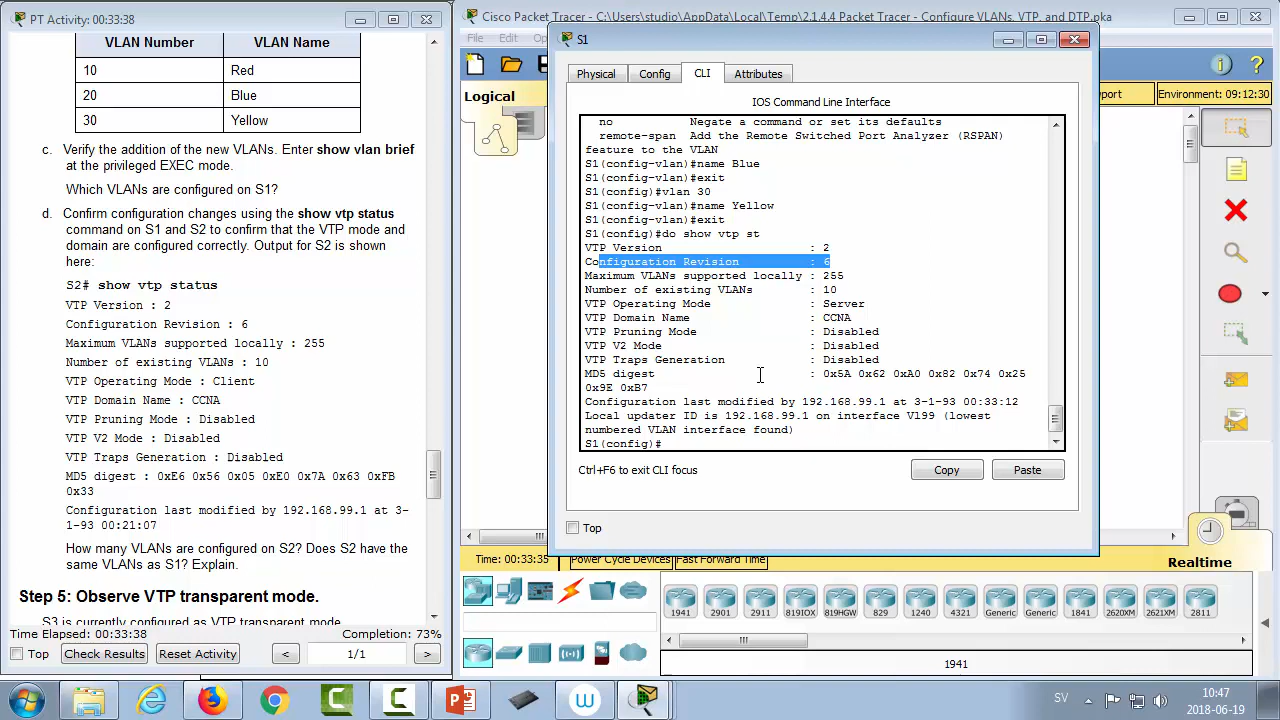 PT Activity: 00:33:38
VLAN Number VLAN Name
10 Red
20 Blue
30 Yellow
c. Verify the addition of the new VLANs. Enter show vlan brief
at the privileged EXEC mode.
Which VLANs are configured on S1?
d. Confirm configuration changes using the show vtp status
command on S1 and S2 to confirm that the VTP mode and
domain are configured correctly. Output for S2 is shown
here:
S2# show vtp status
VTP Version : 2
Configuration Revision : 6
Maximum VLANs supported locally : 255
Number of existing VLANs : 10
VTP Operating Mode : Client
VTP Domain Name : CCNA
VTP Pruning Mode : Disabled
VTP V2 Mode : Disabled
VTP Traps Generation : Disabled
MD5 digest : 0xE6 0x56 0x05 0xE0 0x7A 0x63 0xFB
0x33
Configuration last modified by 192.168.99.1 at 3-
1-93 00:21:07
How many VLANs are configured on S2? Does S2 have the
same VLANs as S1? Explain.
Step 5: Observe VTP transparent mode.
S3 is currently configured as VTP transparent mode.
Time Elapsed: 00:33:38 Completion: 73%
Top Check Results Reset Activity < 1/1 >
Cisco Packet Tracer - C:\Users\studio\AppData\Local\Temp\2.1.4.4 Packet Tracer - Configure VLANs, VTP, and DTP.pka
File Edit
Logical
Environment: 09:12:30
S1
Physical Config CLI Attributes
IOS Command Line Interface
no Negate a command or set its defaults
remote-span Add the Remote Switched Port Analyzer (RSPAN)
feature to the VLAN
S1(config-vlan)#name Blue
S1(config-vlan)#exit
S1(config)#vlan 30
S1(config-vlan)#name Yellow
S1(config-vlan)#exit
S1(config)#do show vtp st
VTP Version : 2
Configuration Revision : 6
Maximum VLANs supported locally : 255
Number of existing VLANs : 10
VTP Operating Mode : Server
VTP Domain Name : CCNA
VTP Pruning Mode : Disabled
VTP V2 Mode : Disabled
VTP Traps Generation : Disabled
MD5 digest : 0x5A 0x62 0xA0 0x82 0x74 0x25
0x9E 0xB7
Configuration last modified by 192.168.99.1 at 3-1-93 00:33:12
Local updater ID is 192.168.99.1 on interface Vl99 (lowest
numbered VLAN interface found)
S1(config)#
Ctrl+F6 to exit CLI focus Copy Paste
Top
Time: 00:33:35 Power Cycle Devices Fast Forward Time
Realtime
1941 2901 2911 819IOX 819HGW 829 1240 4321 Generic Generic 1841 2620XM 2621XM 2811
1941
SV 10:47
2018-06-19